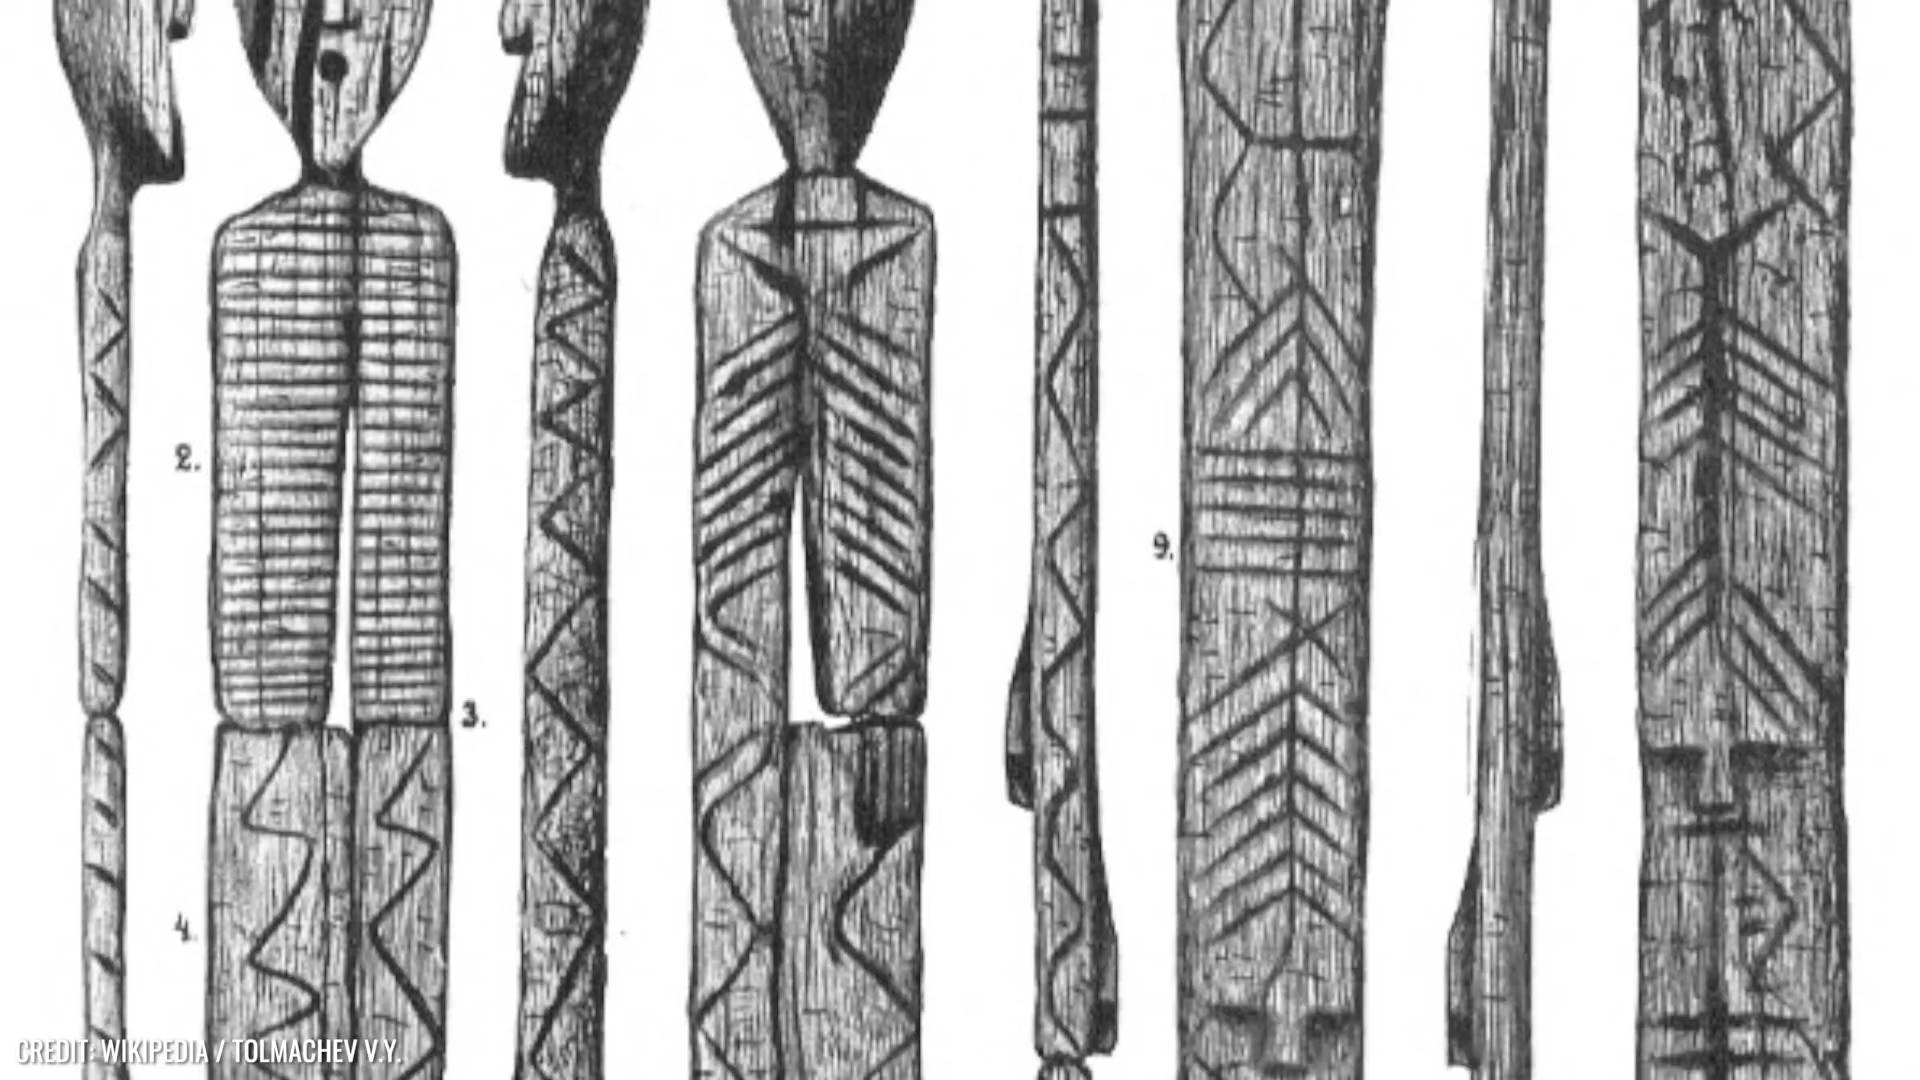 2.
3.
4.
9.
CREDIT: WIKIPEDIA / TOLMACHEV V.Y.